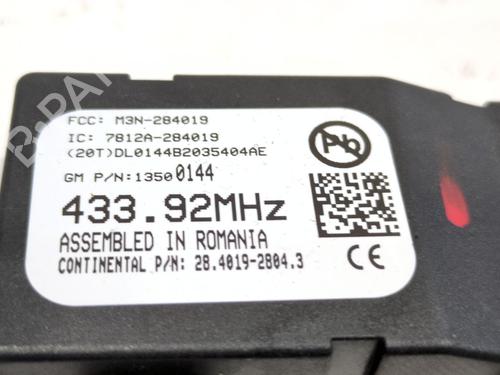 FCC: M3N-284019
IC: 7812A-284019
(20T)DL0144B2035404AE
GM P/N:13500144
433.92MHz
ASSEMBLED IN ROMANIA
CONTINENTAL P/N: 28.4019-2804.3
Pb
CE